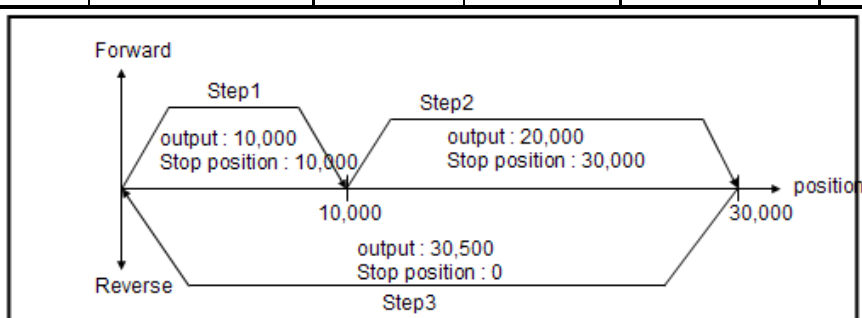 Forward
Step1
Step2
output : 10,000
Stop position : 10,000
output : 20,000
Stop position : 30,000
position
10,000
30,000
output : 30,500
Stop position : 0
Reverse
Step3